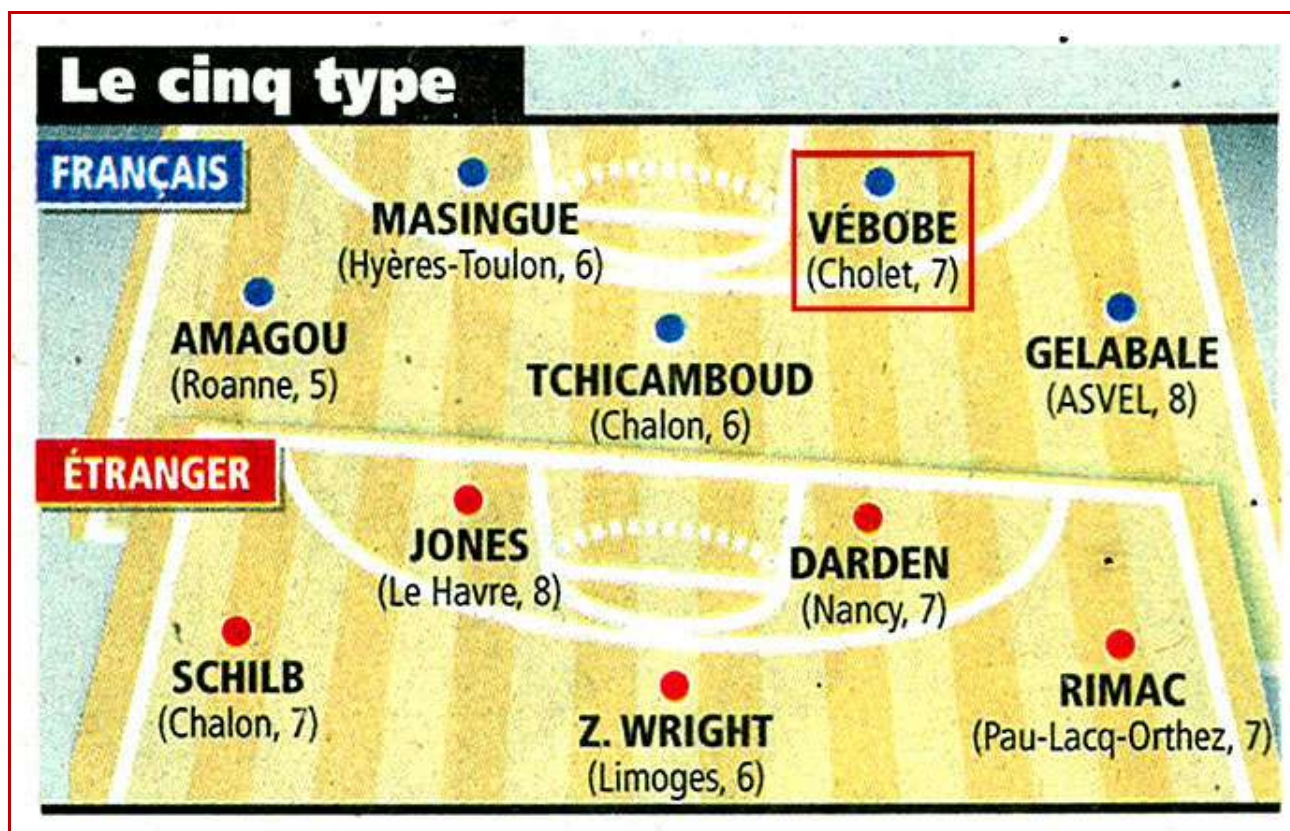 Le cinq type
FRANÇAIS
MASINGUE
(Hyères-Toulon, 6)
VÉBOBE
(Cholet, 7)
AMAGOU
(Roanne, 5)
TCHICAMBOUD
(Chalon, 6)
GELABALE
(ASVEL, 8)
ÉTRANGER
JONES
(Le Havre, 8)
DARDEN
(Nancy, 7)
SCHILB
(Chalon, 7)
Z. WRIGHT
(Limoges, 6)
RIMAC
(Pau-Lacq-Orthez, 7)